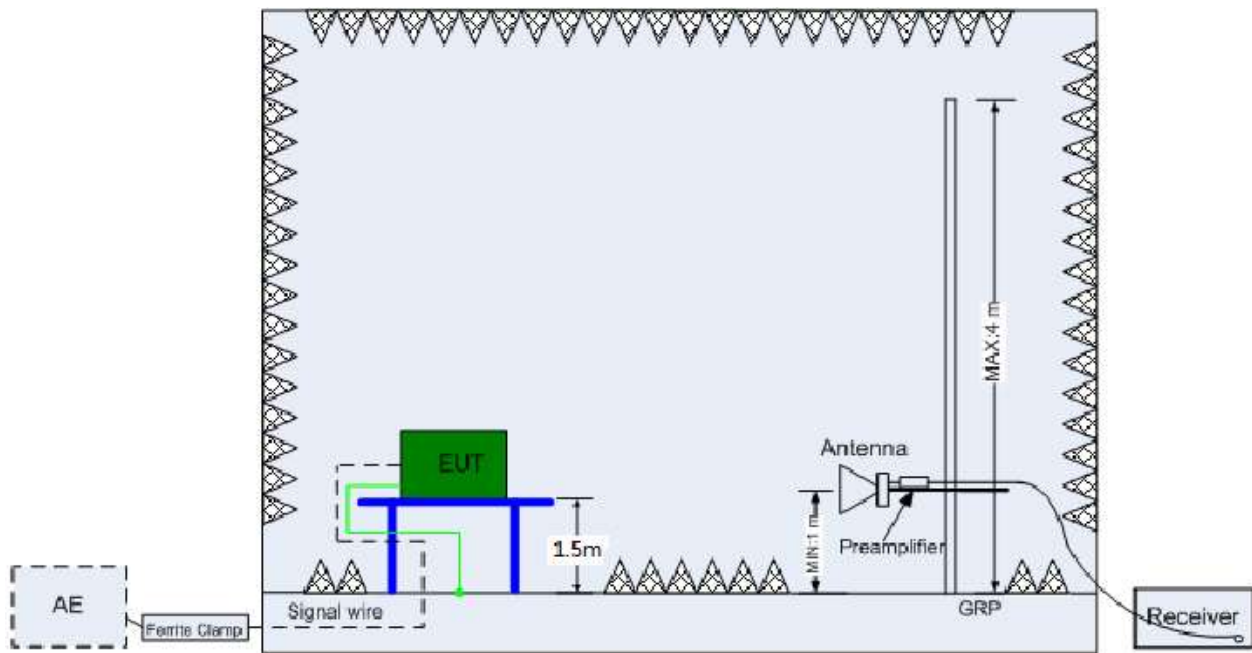 MAX:4 m
Antenna
EUT
MIN:1 m
1.5m
Preamplifier
AE
Signal wire
GRP
Receiver
Ferrite Clamp